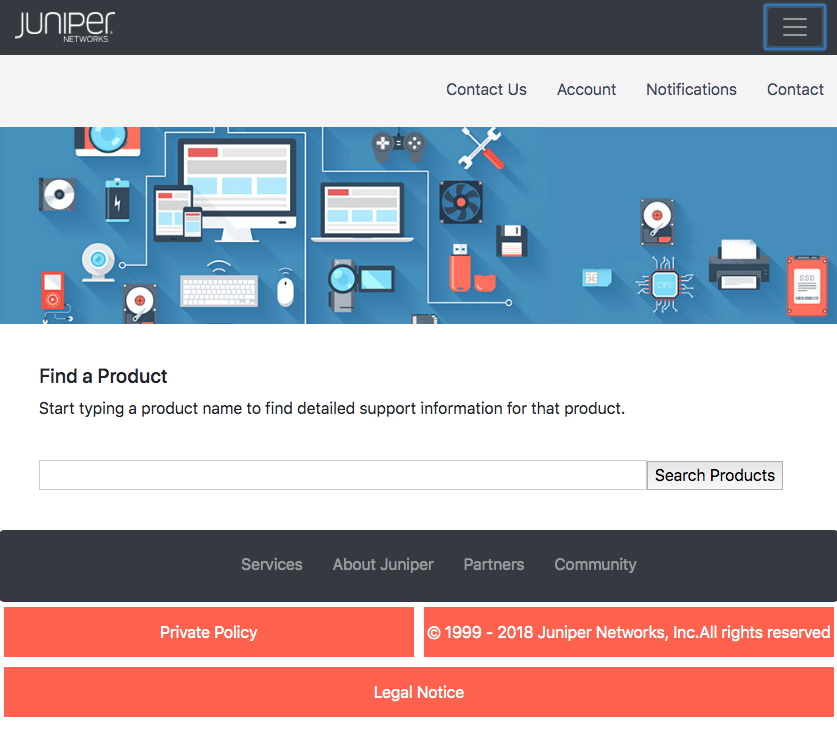 JUNIPER
NETWORKS
Contact Us Account Notifications Contact
CPU
SSD
Find a Product
Start typing a product name to find detailed support information for that product.
Search Products
Services About Juniper Partners Community
Private Policy © 1999 - 2018 Juniper Networks, Inc.All rights reserved
Legal Notice